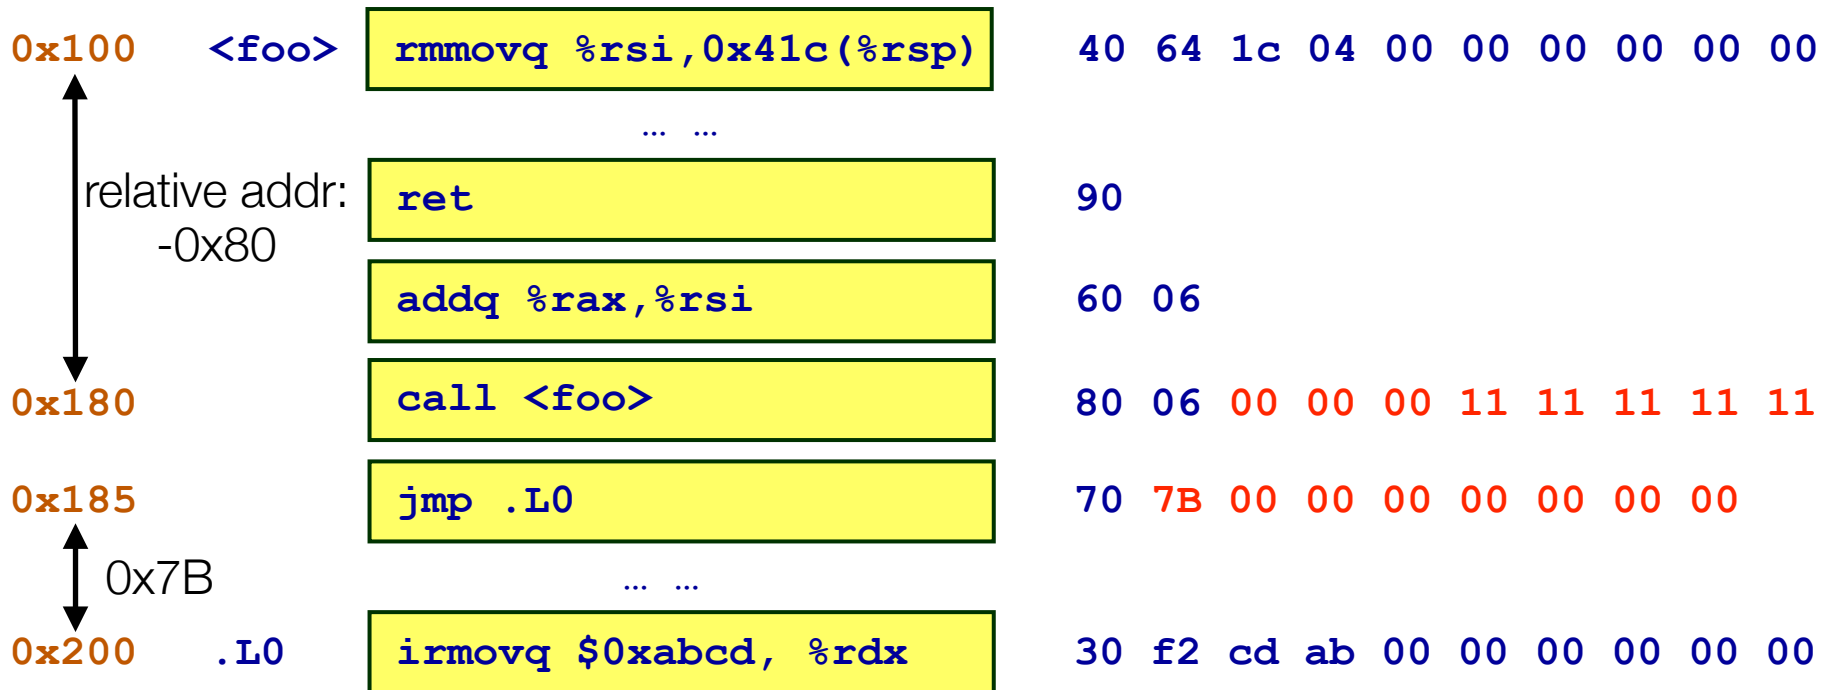 0x100 <foo> rmmovq %rsi,0x41c(%rsp) 40 64 1c 04 00 00 00 00 00 00
… …
relative addr:
-0x80
ret 90
addq %rax,%rsi 60 06
0x180 call <foo> 80 06 00 00 00 11 11 11 11 11
0x185 jmp .L0 70 7B 00 00 00 00 00 00 00
0x7B
… …
0x200 .L0 irmovq $0xabcd, %rdx 30 f2 cd ab 00 00 00 00 00 00